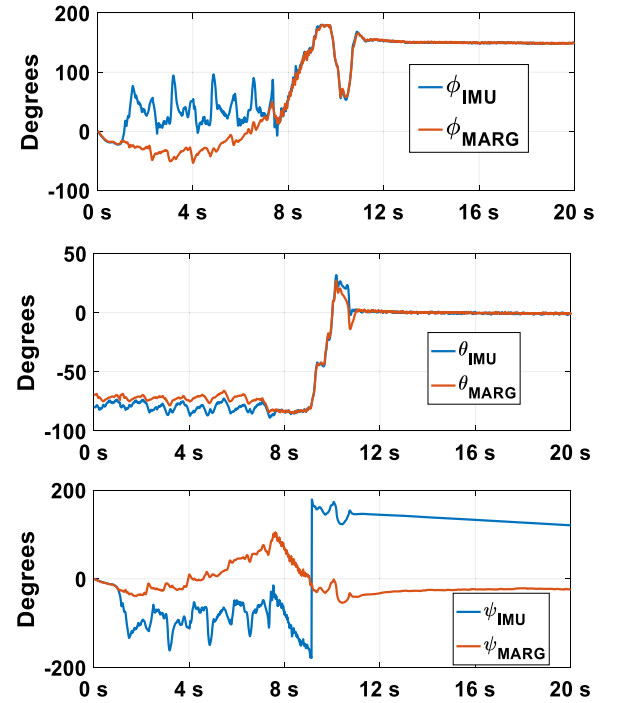 200
100
0
-100
Degrees
ϕIMU
ϕMARG
0 s 4 s 8 s 12 s 16 s 20 s
50
0
-50
-100
Degrees
θIMU
θMARG
0 s 4 s 8 s 12 s 16 s 20 s
200
0
-200
Degrees
ψIMU
ψMARG
0 s 4 s 8 s 12 s 16 s 20 s